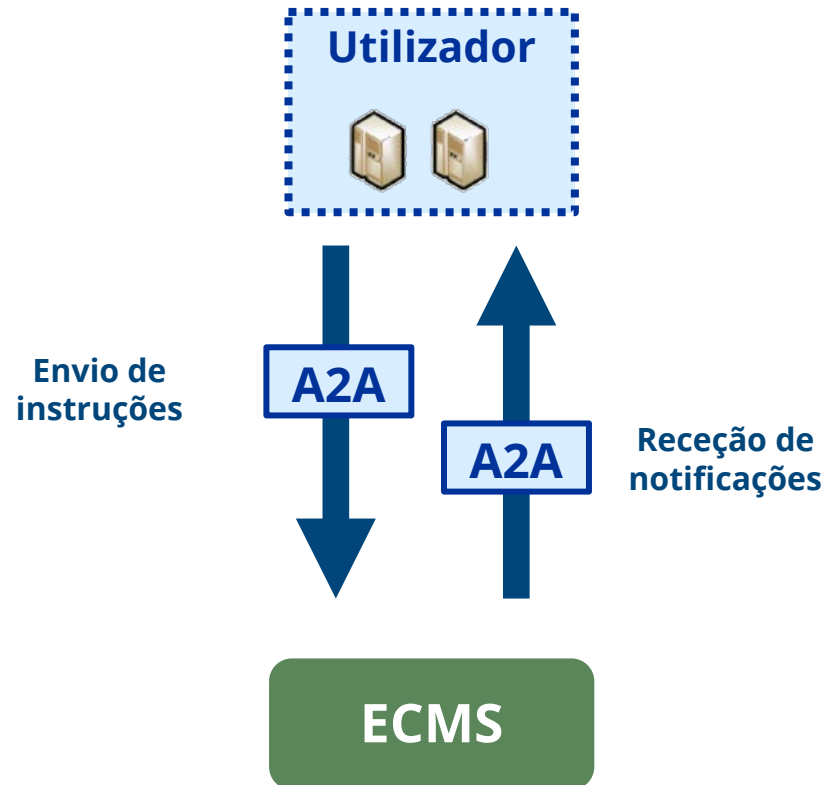 Utilizador
Envio de
instruções
A2A
A2A
Receção de
notificações
ECMS